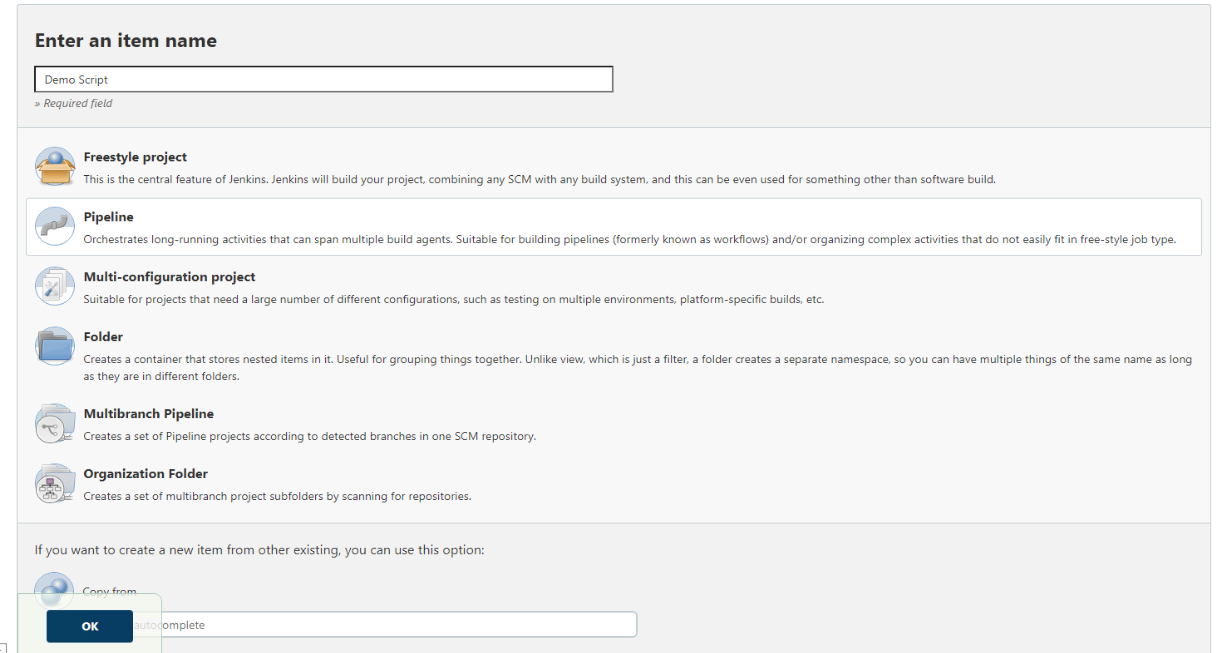 Enter an item name
Demo Script
» Required field
Freestyle project
This is the central feature of Jenkins. Jenkins will build your project, combining any SCM with any build system, and this can be even used for something other than software build.
Pipeline
Orchestrates long-running activities that can span multiple build agents. Suitable for building pipelines (formerly known as workflows) and/or organizing complex activities that do not easily fit in free-style job type.
Multi-configuration project
Suitable for projects that need a large number of different configurations, such as testing on multiple environments, platform-specific builds, etc.
Folder
Creates a container that stores nested items in it. Useful for grouping things together. Unlike view, which is just a filter, a folder creates a separate namespace, so you can have multiple things of the same name as long
as they are in different folders.
Multibranch Pipeline
Creates a set of Pipeline projects according to detected branches in one SCM repository.
Organization Folder
Creates a set of multibranch project subfolders by scanning for repositories.
If you want to create a new item from other existing, you can use this option:
Copy from
OK autocomplete